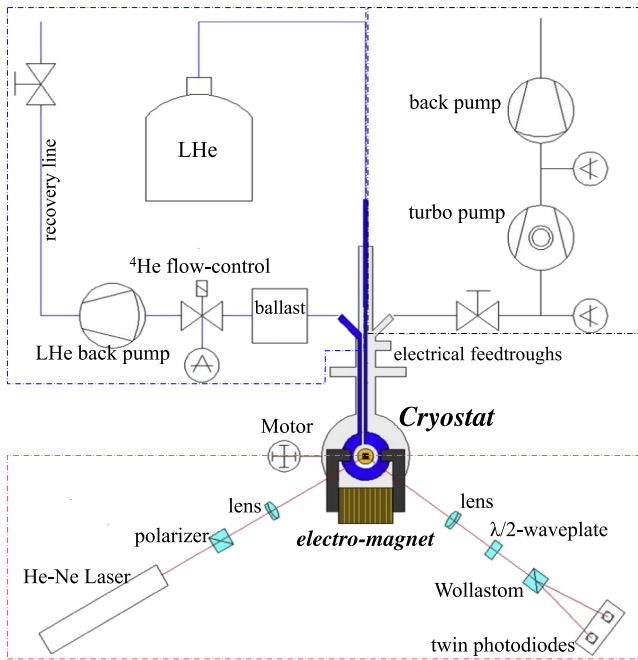 back pump
LHe
turbo pump
recovery line
⁴He flow-control
ballast
LHe back pump
electrical feedtroughs
Cryostat
Motor
lens
lens
polarizer
electro-magnet
λ/2-waveplate
He-Ne Laser
Wollastom
twin photodiodes